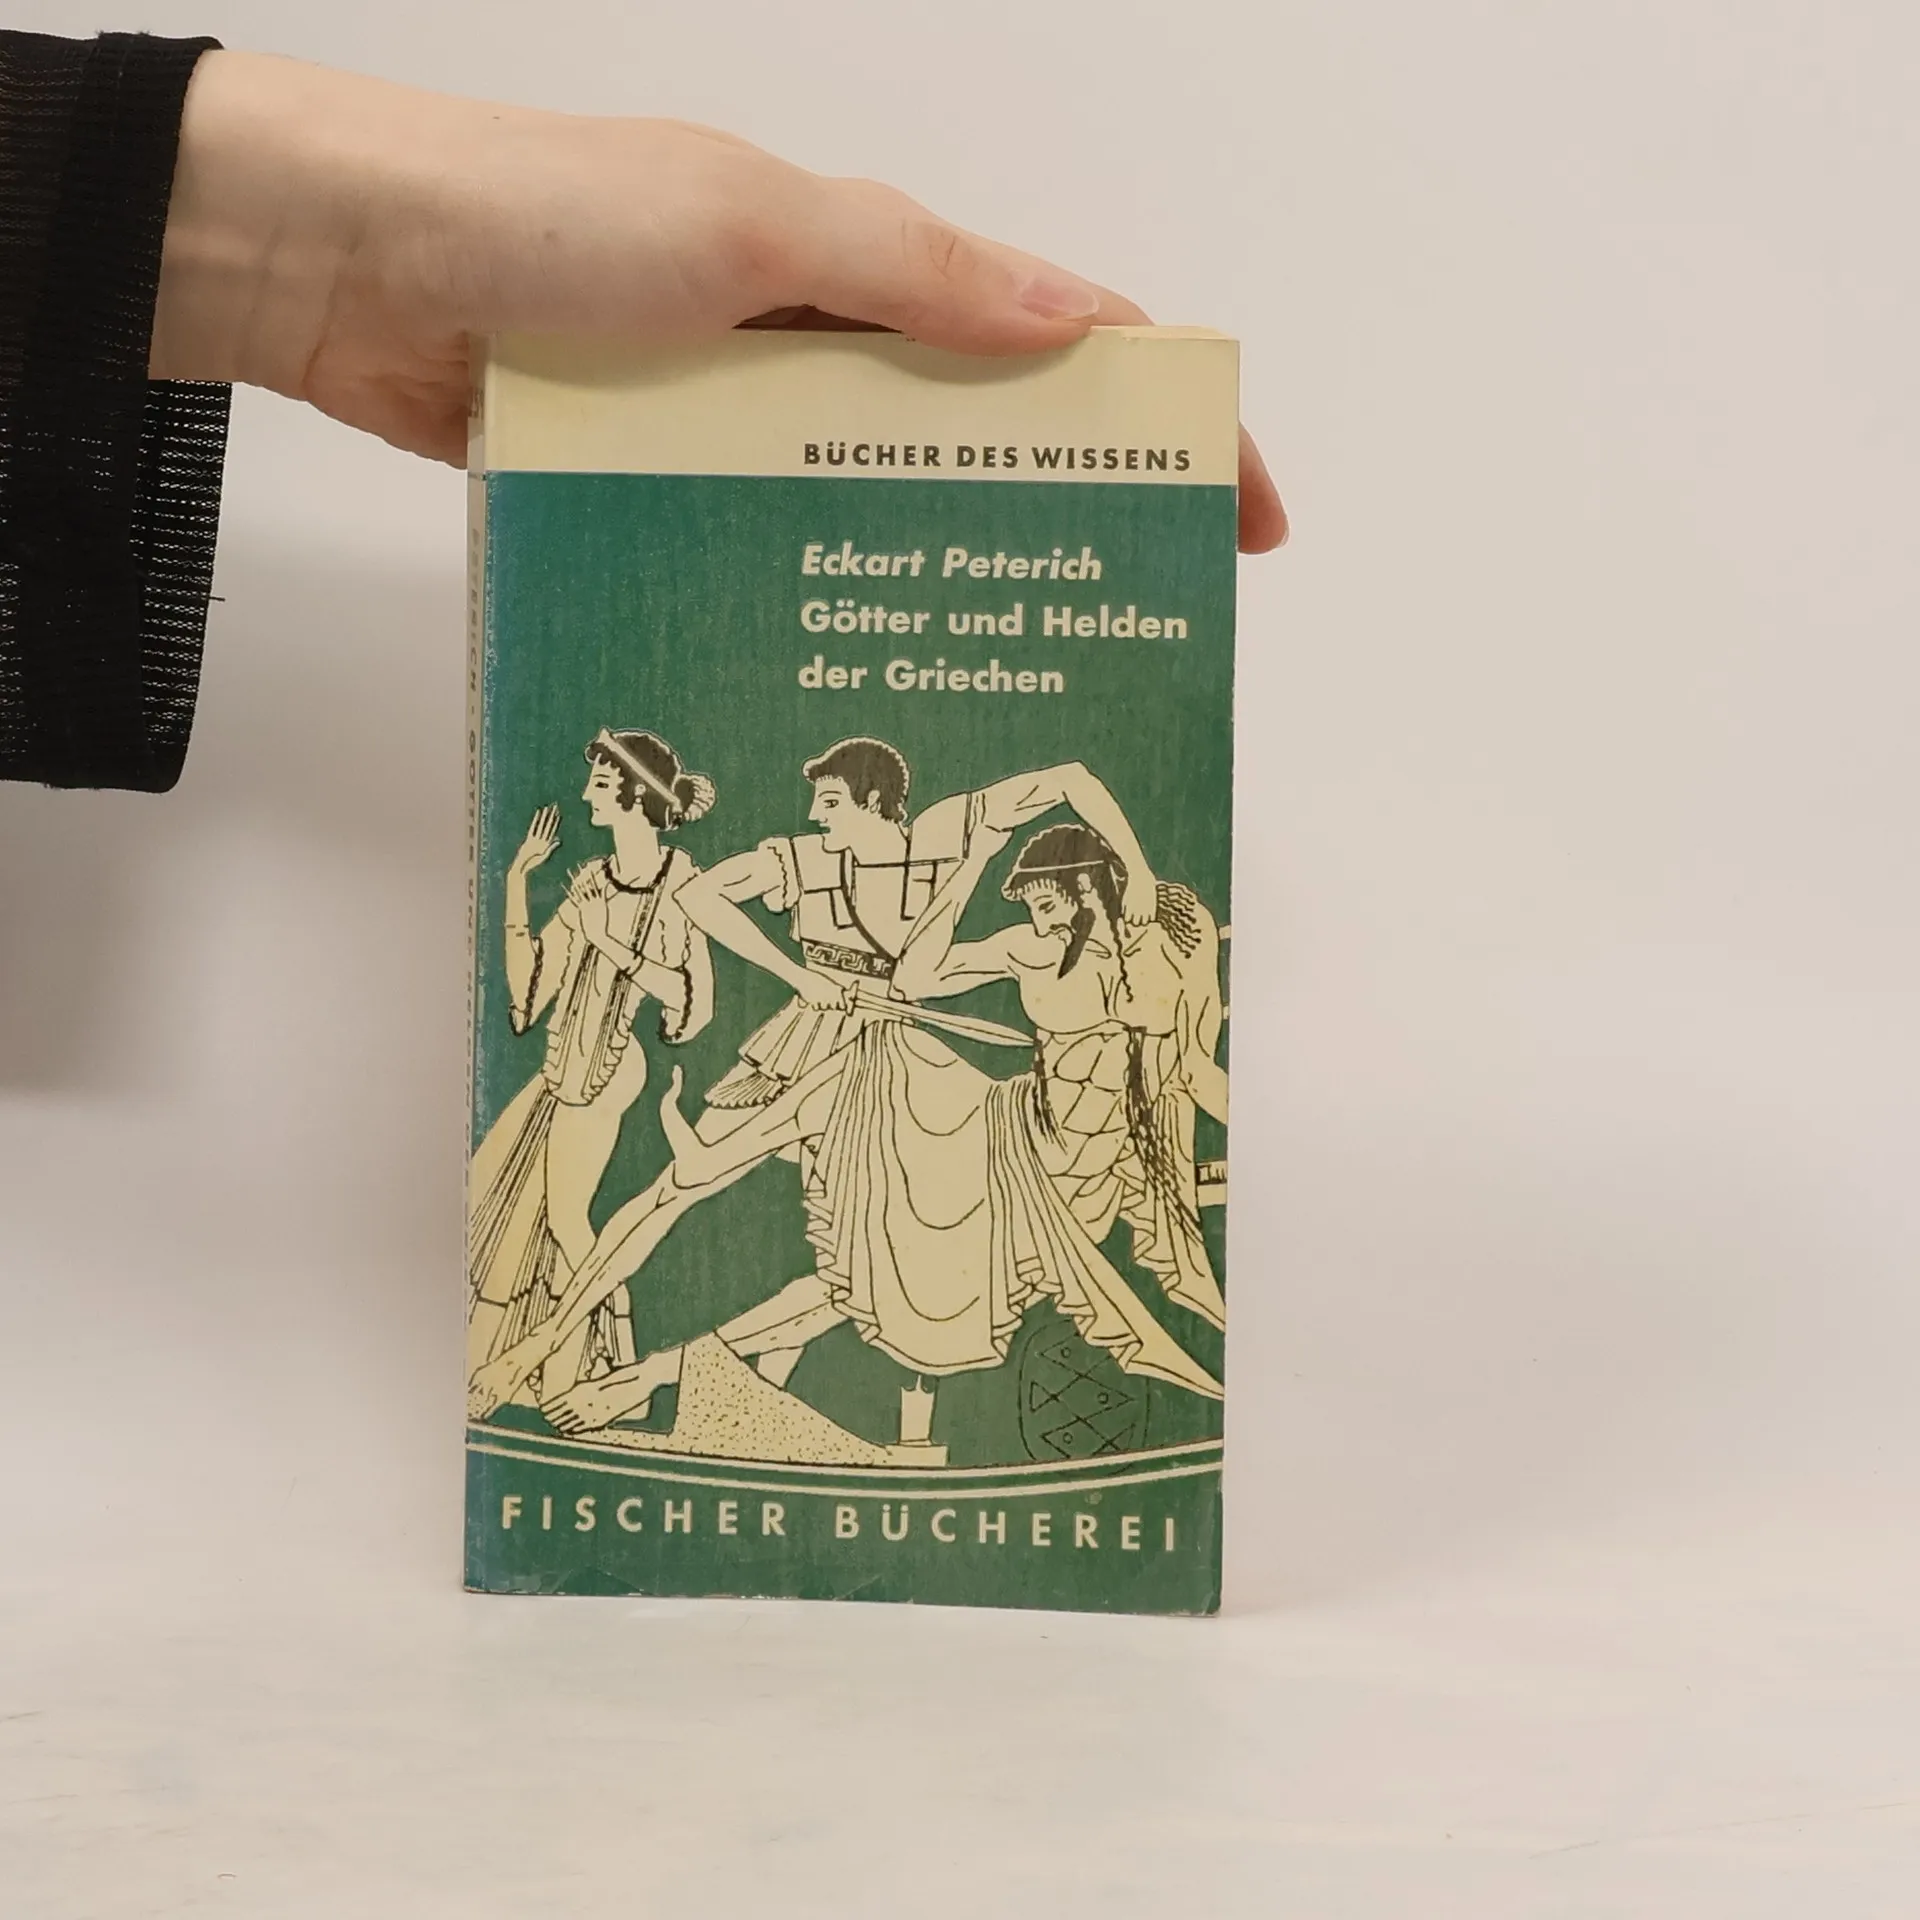 BÜCHER DES WISSENS
Eckart Peterich
Götter und Helden
der Griechen
FISCHER BÜCHEREI